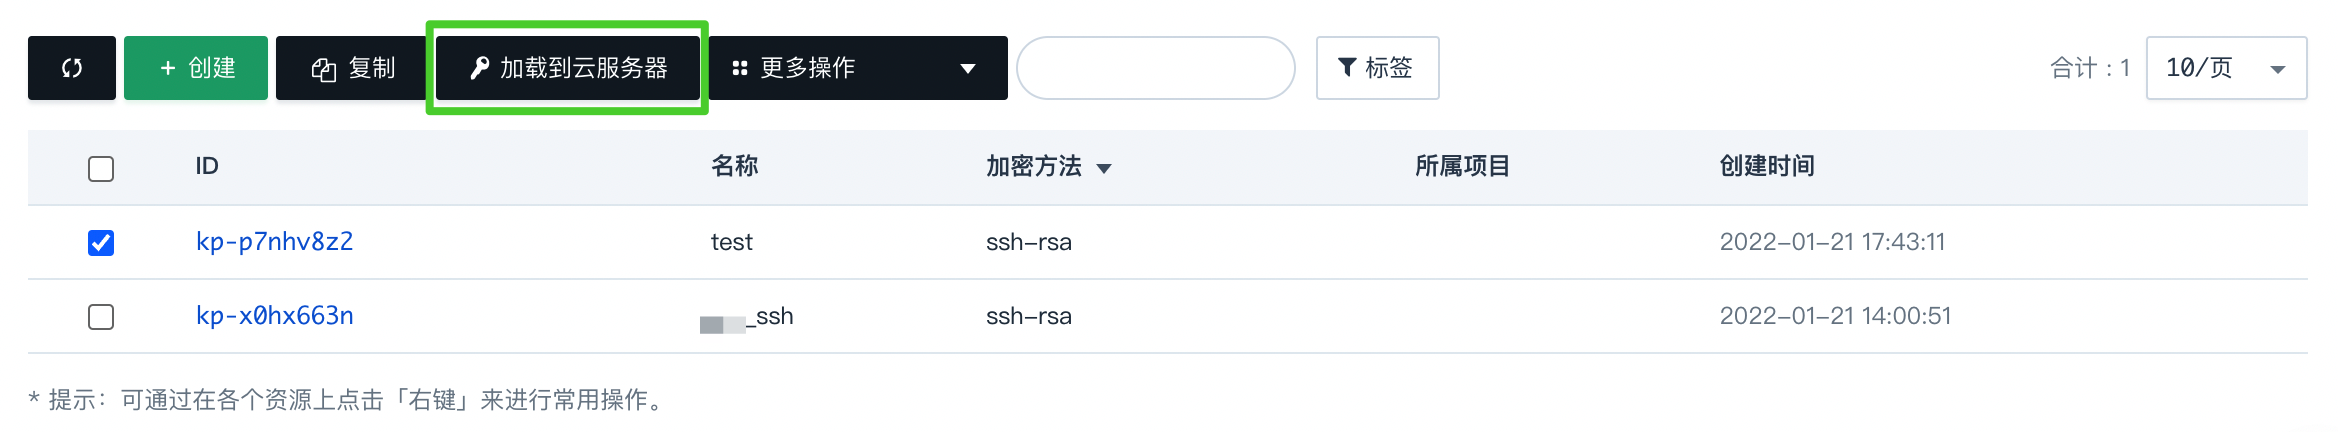 + 创建 复制 加载到云服务器 更多操作 标签 合计：1 10/页
ID 名称 加密方法 所属项目 创建时间
kp-p7nhv8z2 test ssh-rsa 2022-01-21 17:43:11
kp-x0hx663n _ssh ssh-rsa 2022-01-21 14:00:51
* 提示：可通过在各个资源上点击「右键」来进行常用操作。